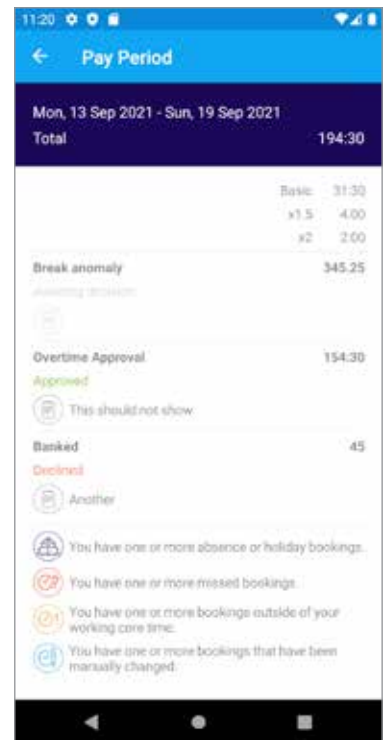 11:20
Pay Period
Mon, 13 Sep 2021 - Sun, 19 Sep 2021
Total 194:30
Basic 31:30
x1.5 4.00
x2 2:00
Break anomaly 345.25
Awaiting decision
Overtime Approval 154:30
Approved
This should not show
Banked 45
Declined
Another
You have one or more absence or holiday bookings.
You have one or more missed bookings.
You have one or more bookings outside of your
working core time.
You have one or more bookings that have been
manually changed.